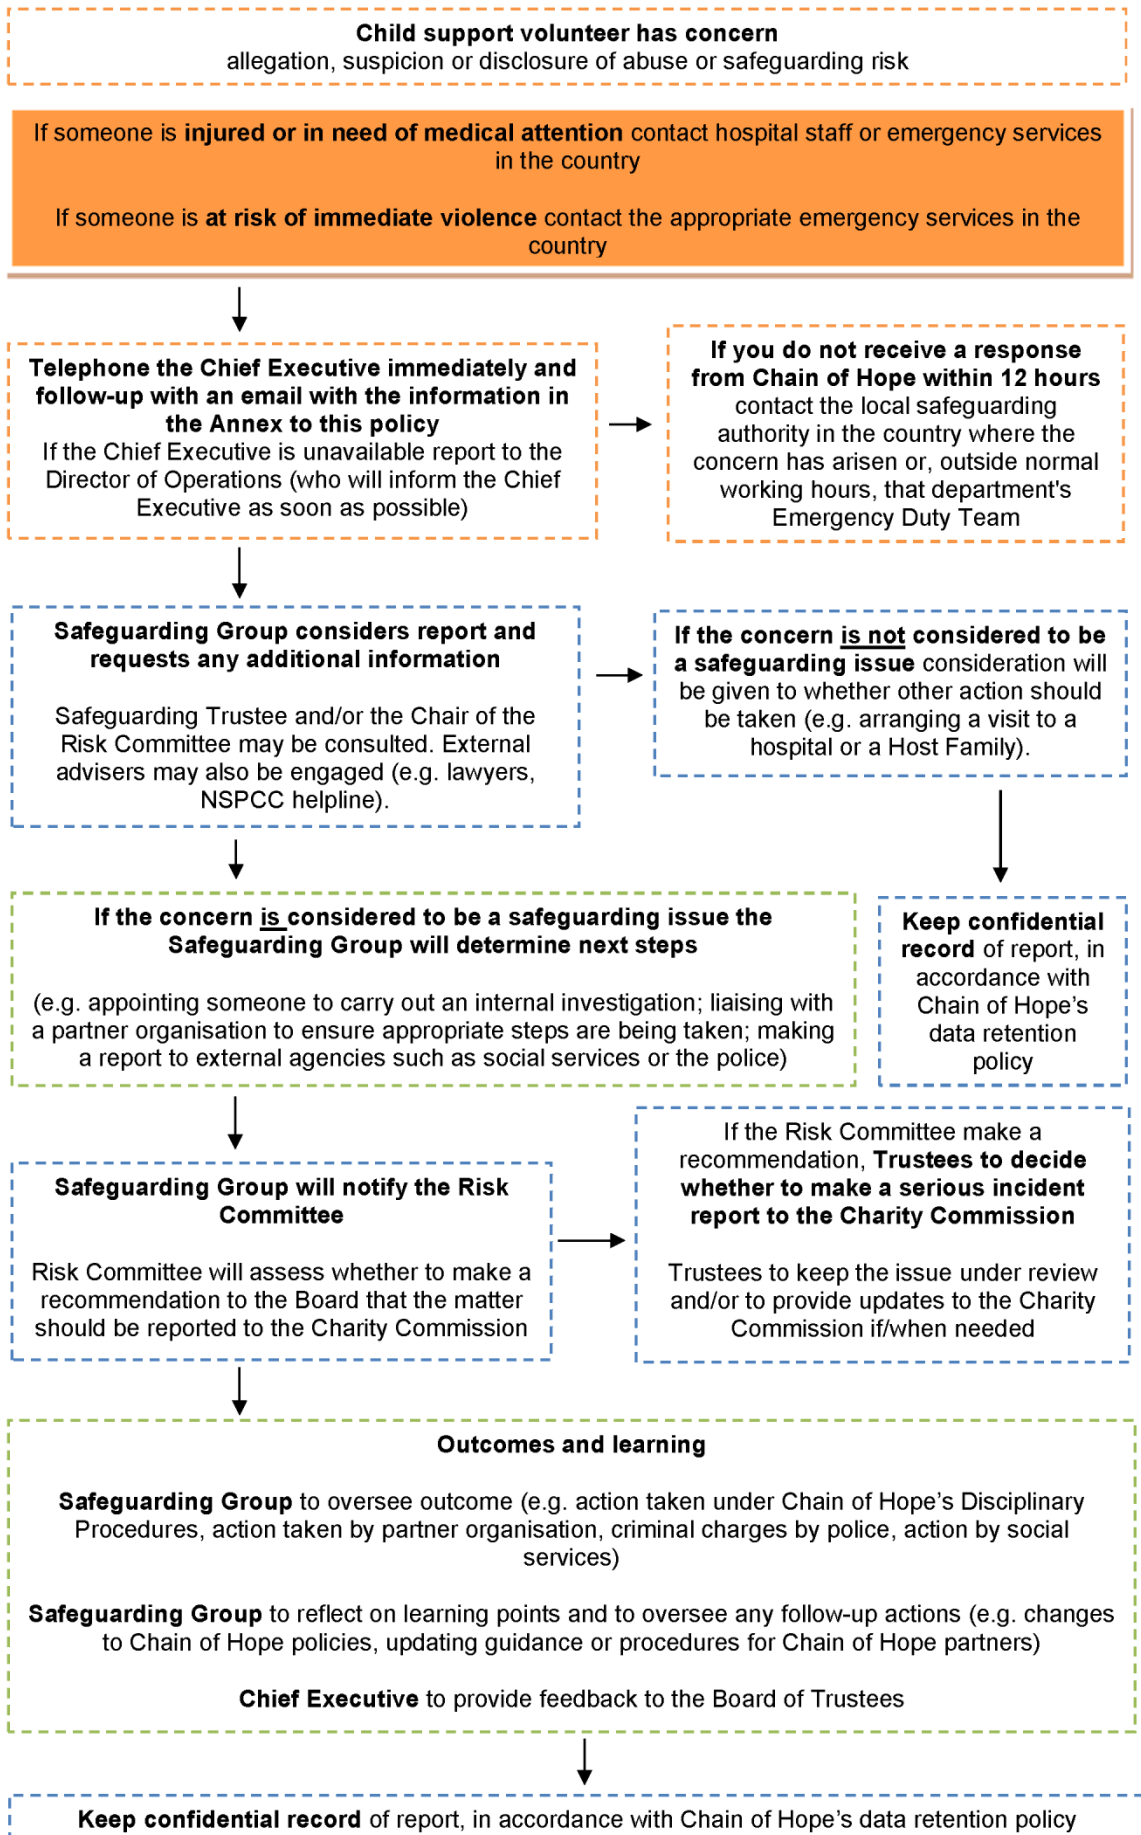 Child support volunteer has concern
allegation, suspicion or disclosure of abuse or safeguarding risk
If someone is injured or in need of medical attention contact hospital staff or emergency services
in the country
If someone is at risk of immediate violence contact the appropriate emergency services in the
country
Telephone the Chief Executive immediately and
follow-up with an email with the information in
the Annex to this policy
If the Chief Executive is unavailable report to the
Director of Operations (who will inform the Chief
Executive as soon as possible)
If you do not receive a response
from Chain of Hope within 12 hours
contact the local safeguarding
authority in the country where the
concern has arisen or, outside normal
working hours, that department's
Emergency Duty Team
Safeguarding Group considers report and
requests any additional information
Safeguarding Trustee and/or the Chair of the
Risk Committee may be consulted. External
advisers may also be engaged (e.g. lawyers,
NSPCC helpline).
If the concern is not considered to be
a safeguarding issue consideration will
be given to whether other action should
be taken (e.g. arranging a visit to a
hospital or a Host Family).
If the concern is considered to be a safeguarding issue the
Safeguarding Group will determine next steps
(e.g. appointing someone to carry out an internal investigation; liaising with
a partner organisation to ensure appropriate steps are being taken; making
a report to external agencies such as social services or the police)
Keep confidential
record of report, in
accordance with
Chain of Hope's
data retention
policy
Safeguarding Group will notify the Risk
Committee
Risk Committee will assess whether to make a
recommendation to the Board that the matter
should be reported to the Charity Commission
If the Risk Committee make a
recommendation, Trustees to decide
whether to make a serious incident
report to the Charity Commission
Trustees to keep the issue under review
and/or to provide updates to the Charity
Commission if/when needed
Outcomes and learning
Safeguarding Group to oversee outcome (e.g. action taken under Chain of Hope's Disciplinary
Procedures, action taken by partner organisation, criminal charges by police, action by social
services)
Safeguarding Group to reflect on learning points and to oversee any follow-up actions (e.g. changes
to Chain of Hope policies, updating guidance or procedures for Chain of Hope partners)
Chief Executive to provide feedback to the Board of Trustees
Keep confidential record of report, in accordance with Chain of Hope's data retention policy